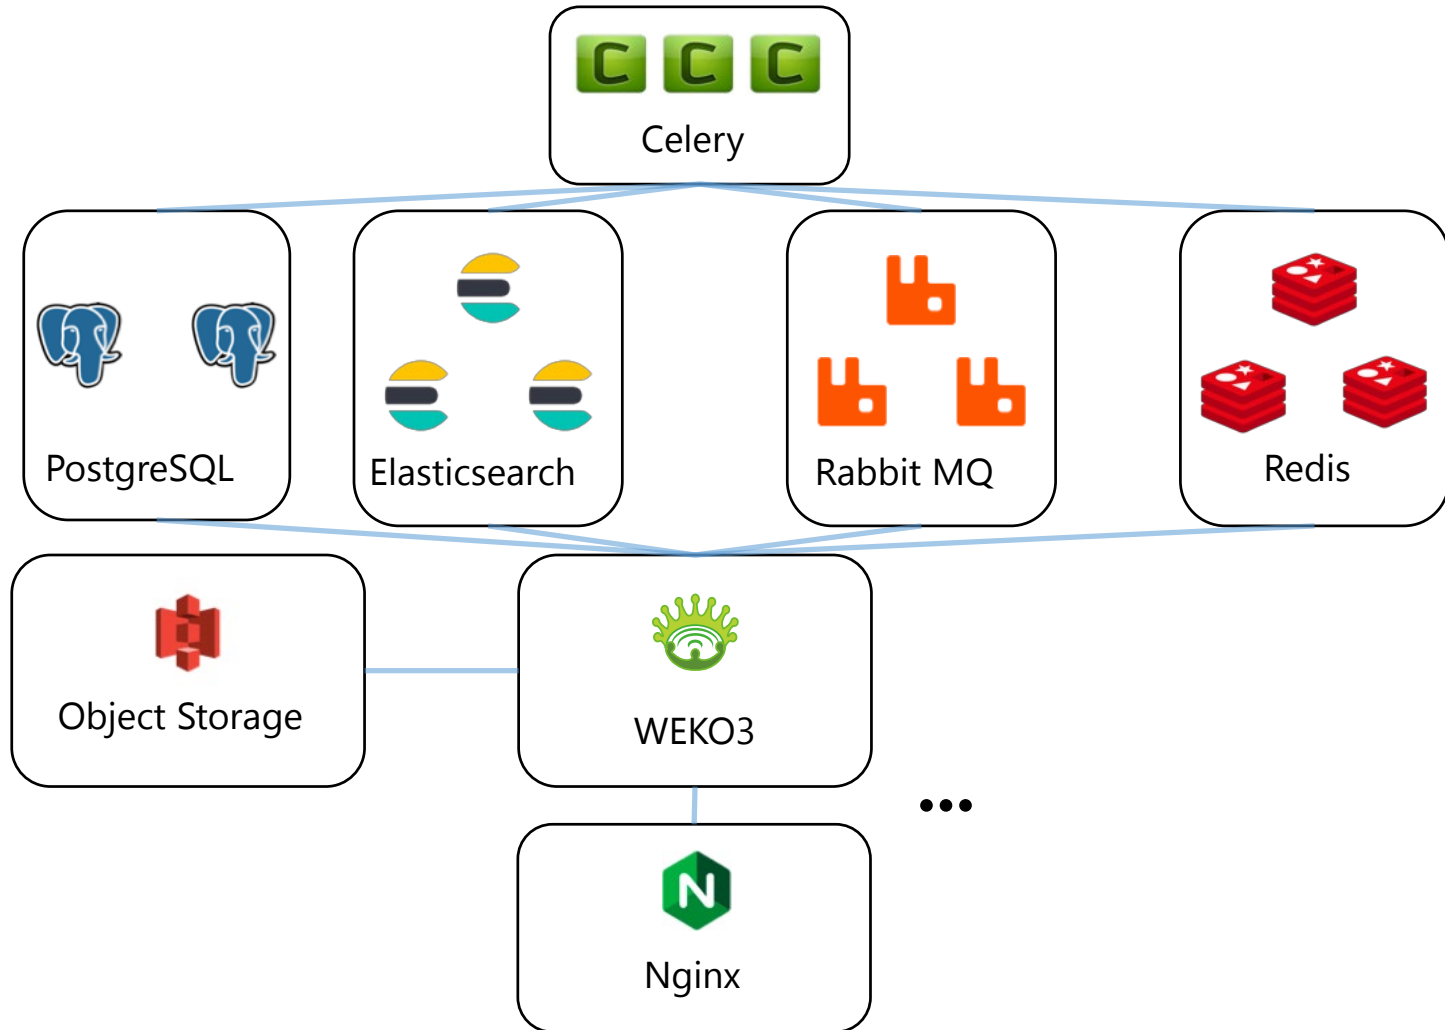 C C C
Celery
PostgreSQL
Elasticsearch
Rabbit MQ
Redis
Object Storage
WEKO3
•••
N
Nginx